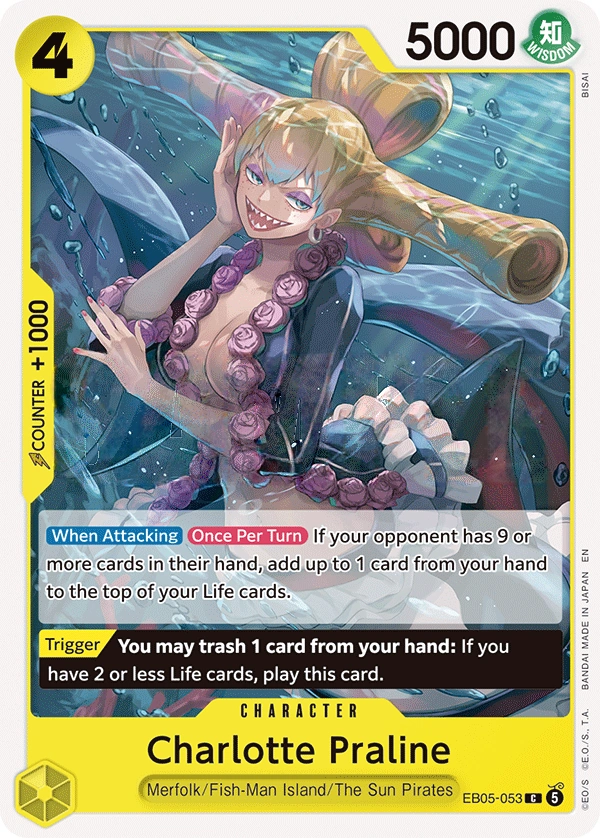 4
5000
知
WISDOM
BISAI
COUNTER +1000
When Attacking Once Per Turn If your opponent has 9 or
more cards in their hand, add up to 1 card from your hand
to the top of your Life cards.
Trigger You may trash 1 card from your hand: If you
have 2 or less Life cards, play this card.
CHARACTER
Charlotte Praline
Merfolk/Fish-Man Island/The Sun Pirates
EB05-053 C 5
©EO/S ©E.O./S., T.A. BANDAI MADE IN JAPAN EN